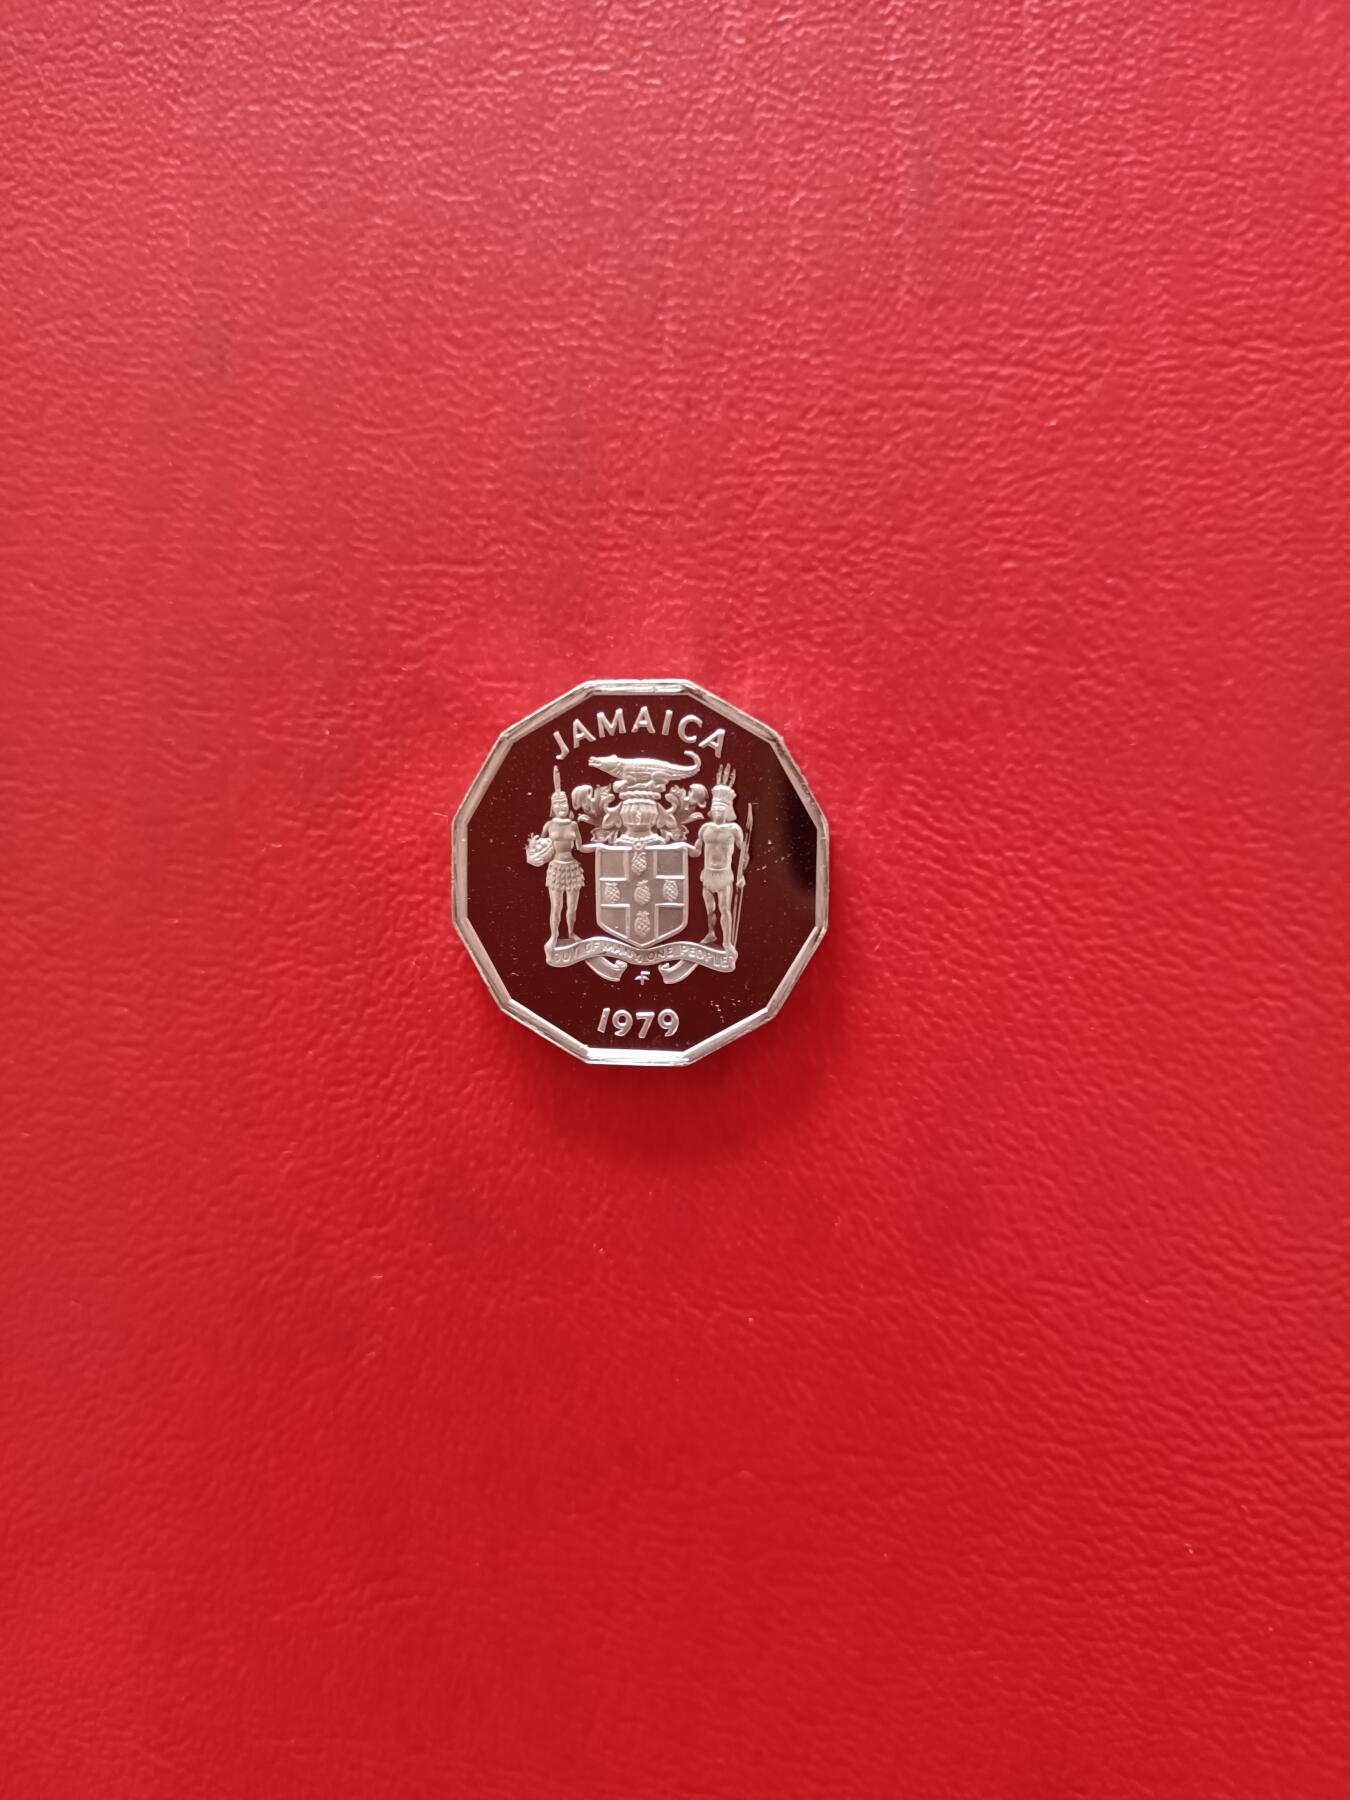 JAMAICA
OUT OF MANY, ONE PEOPLE
1979